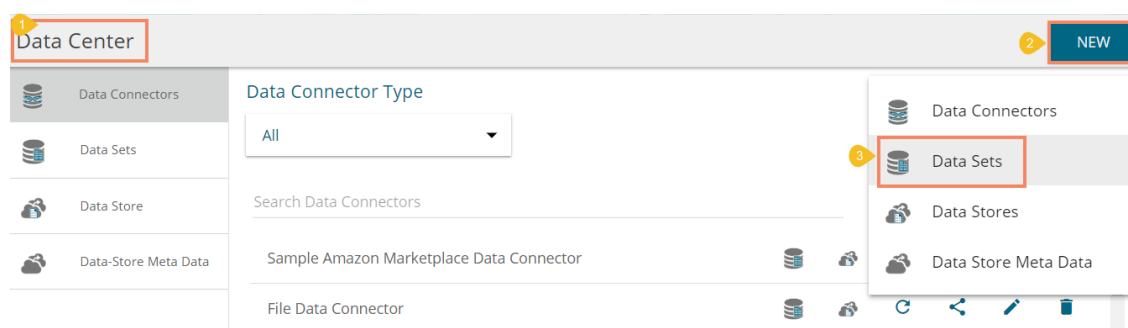 1
Data Center
2
NEW
Data Connectors
Data Sets
Data Store
Data-Store Meta Data
Data Connector Type
All
Search Data Connectors
Sample Amazon Marketplace Data Connector
File Data Connector
Data Connectors
3
Data Sets
Data Stores
Data Store Meta Data